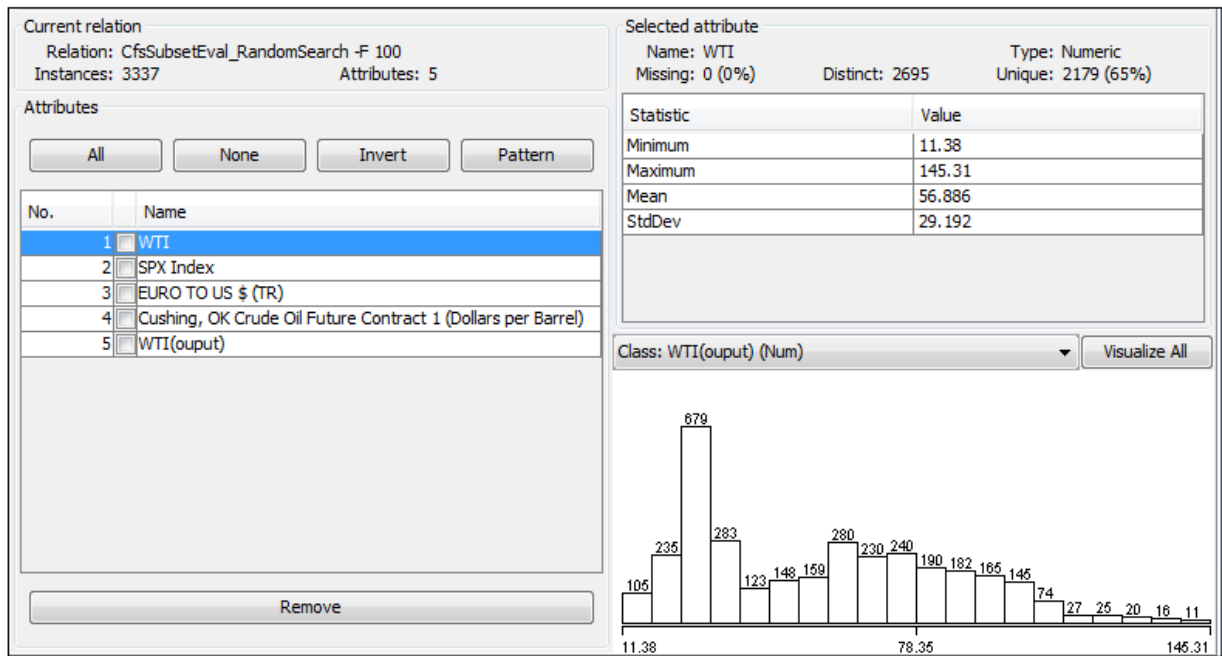 Current relation
Relation: CfsSubsetEval_RandomSearch -F 100
Instances: 3337 Attributes: 5
Attributes
All None Invert Pattern
No. Name
1 WTI
2 SPX Index
3 EURO TO US $ (TR)
4 Cushing, OK Crude Oil Future Contract 1 (Dollars per Barrel)
5 WTI(ouput)
Remove
Selected attribute
Name: WTI Type: Numeric
Missing: 0 (0%) Distinct: 2695 Unique: 2179 (65%)
Statistic Value
Minimum 11.38
Maximum 145.31
Mean 56.886
StdDev 29.192
Class: WTI(ouput) (Num) Visualize All
105 235 679 283 123 148 159 280 230 240 190 182 165 145 74 27 25 20 16 11
11.38 78.35 145.31